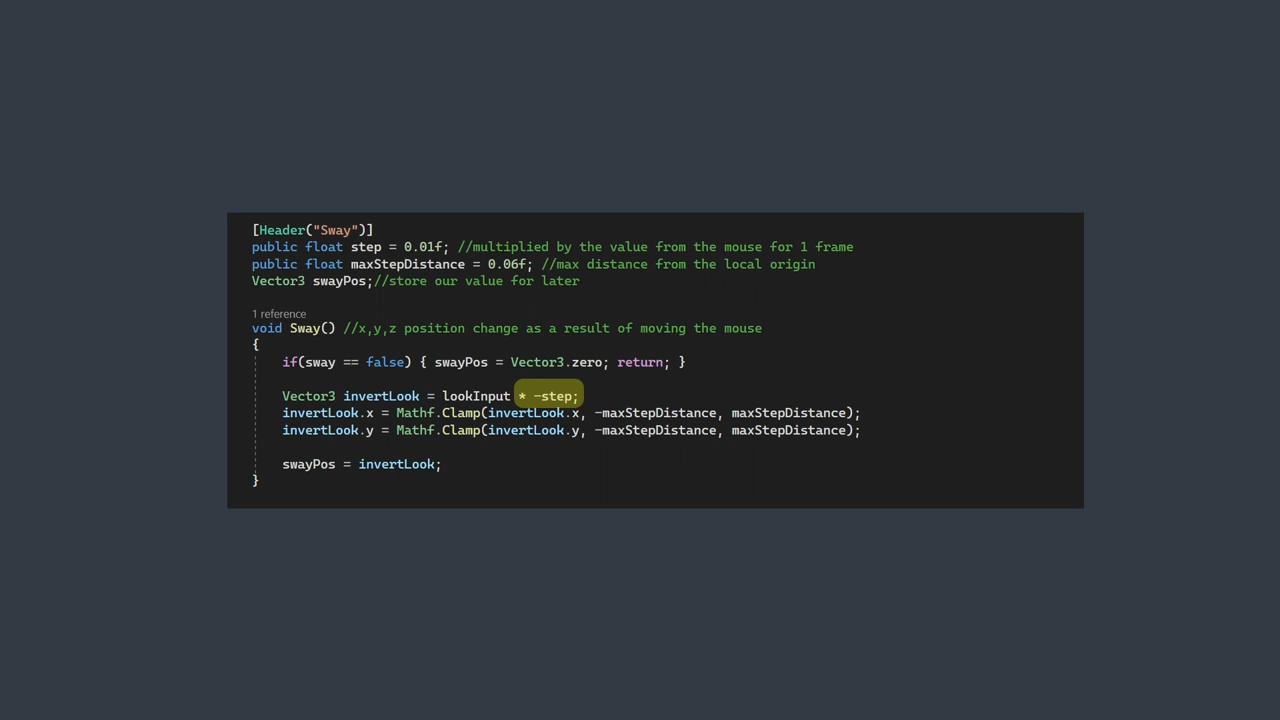 [Header("Sway")]
public float step = 0.01f; //multiplied by the value from the mouse for 1 frame
public float maxStepDistance = 0.06f; //max distance from the local origin
Vector3 swayPos;//store our value for later
1 reference
void Sway() //x,y,z position change as a result of moving the mouse
{
if(sway == false) { swayPos = Vector3.zero; return; }
Vector3 invertLook = lookInput * -step;
invertLook.x = Mathf.Clamp(invertLook.x, -maxStepDistance, maxStepDistance);
invertLook.y = Mathf.Clamp(invertLook.y, -maxStepDistance, maxStepDistance);
swayPos = invertLook;
}